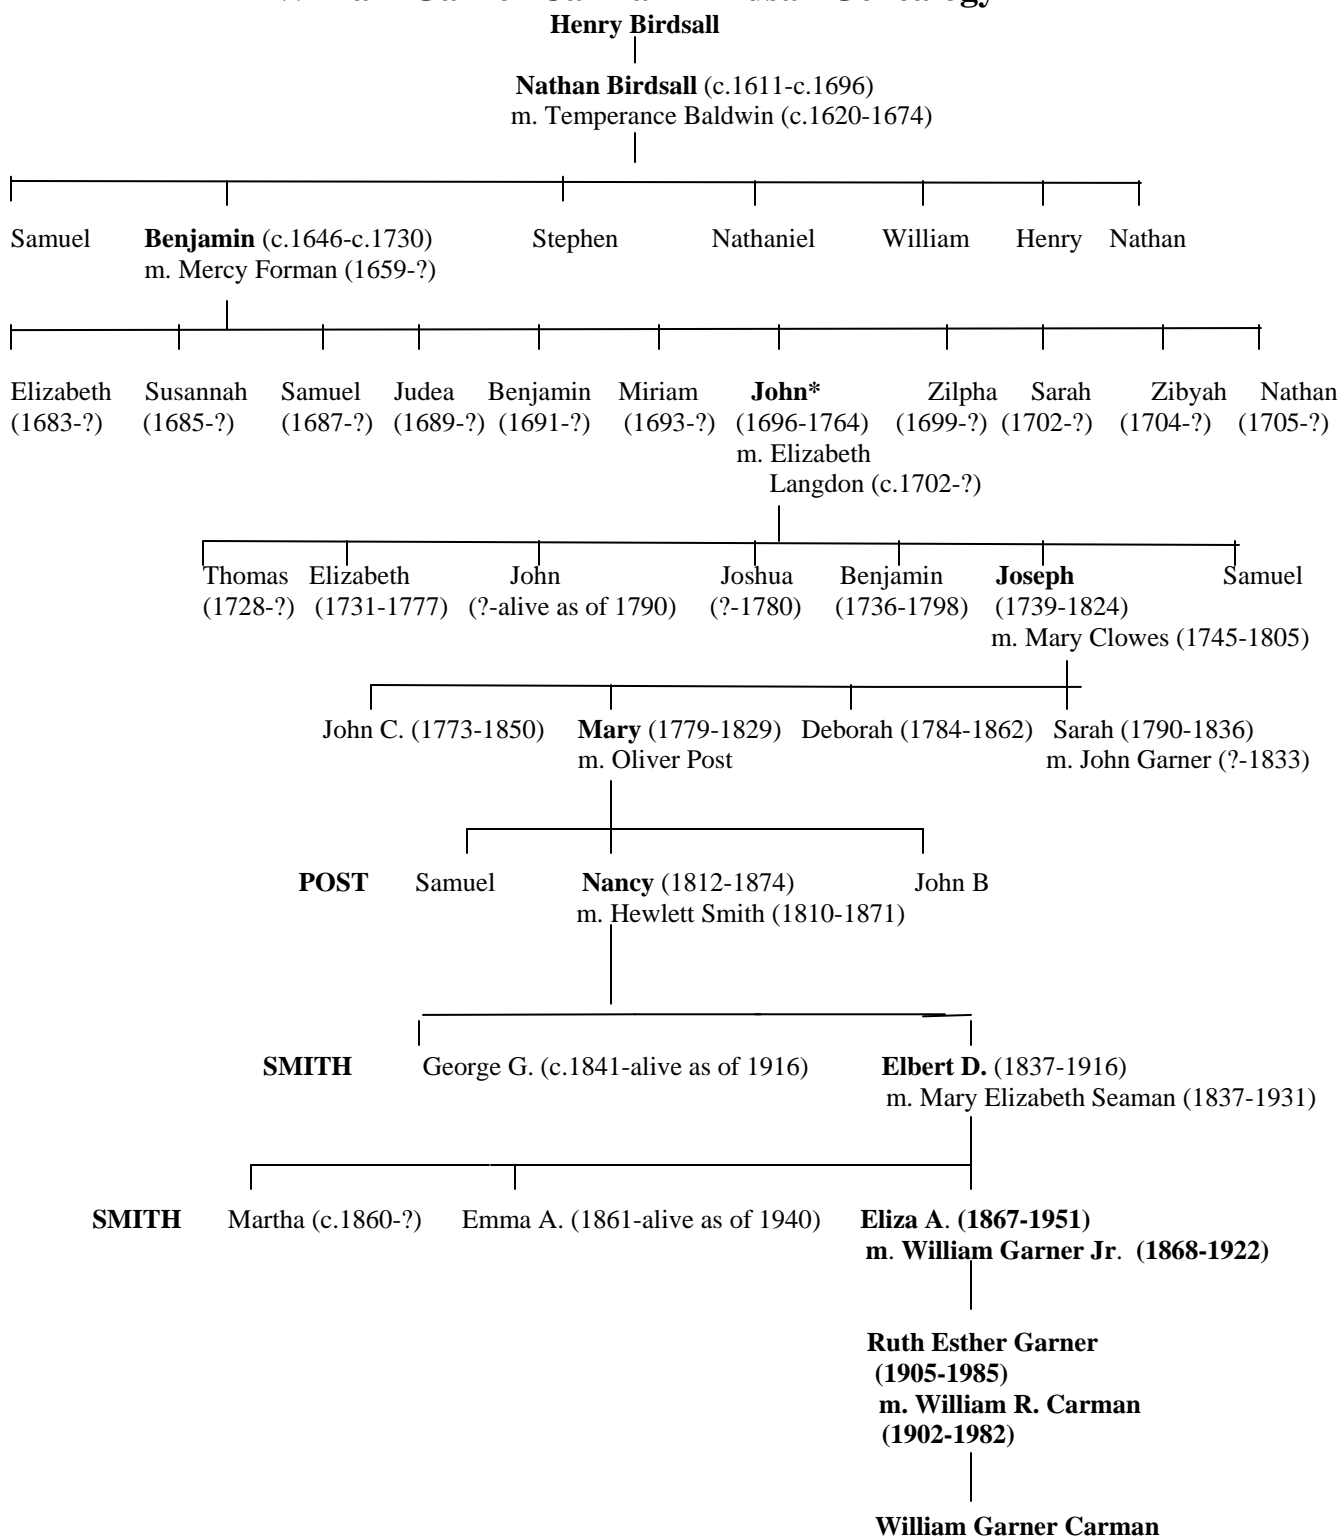 Henry Birdsall
Nathan Birdsall (c.1611-c.1696)
m. Temperance Baldwin (c.1620-1674)
Samuel Benjamin (c.1646-c.1730) Stephen Nathaniel William Henry Nathan
m. Mercy Forman (1659-?)
Elizabeth Susannah Samuel Judea Benjamin Miriam John* Zilpha Sarah Zibyah Nathan
(1683-?) (1685-?) (1687-?) (1689-?) (1691-?) (1693-?) (1696-1764) (1699-?) (1702-?) (1704-?) (1705-?)
m. Elizabeth
Langdon (c.1702-?)
Thomas Elizabeth John Joshua Benjamin Joseph Samuel
(1728-?) (1731-1777) (?-alive as of 1790) (?-1780) (1736-1798) (1739-1824)
m. Mary Clowes (1745-1805)
John C. (1773-1850) Mary (1779-1829) Deborah (1784-1862) Sarah (1790-1836)
m. Oliver Post m. John Garner (?-1833)
POST Samuel Nancy (1812-1874) John B
m. Hewlett Smith (1810-1871)
SMITH George G. (c.1841-alive as of 1916) Elbert D. (1837-1916)
m. Mary Elizabeth Seaman (1837-1931)
SMITH Martha (c.1860-?) Emma A. (1861-alive as of 1940) Eliza A. (1867-1951)
m. William Garner Jr. (1868-1922)
Ruth Esther Garner
(1905-1985)
m. William R. Carman
(1902-1982)
William Garner Carman